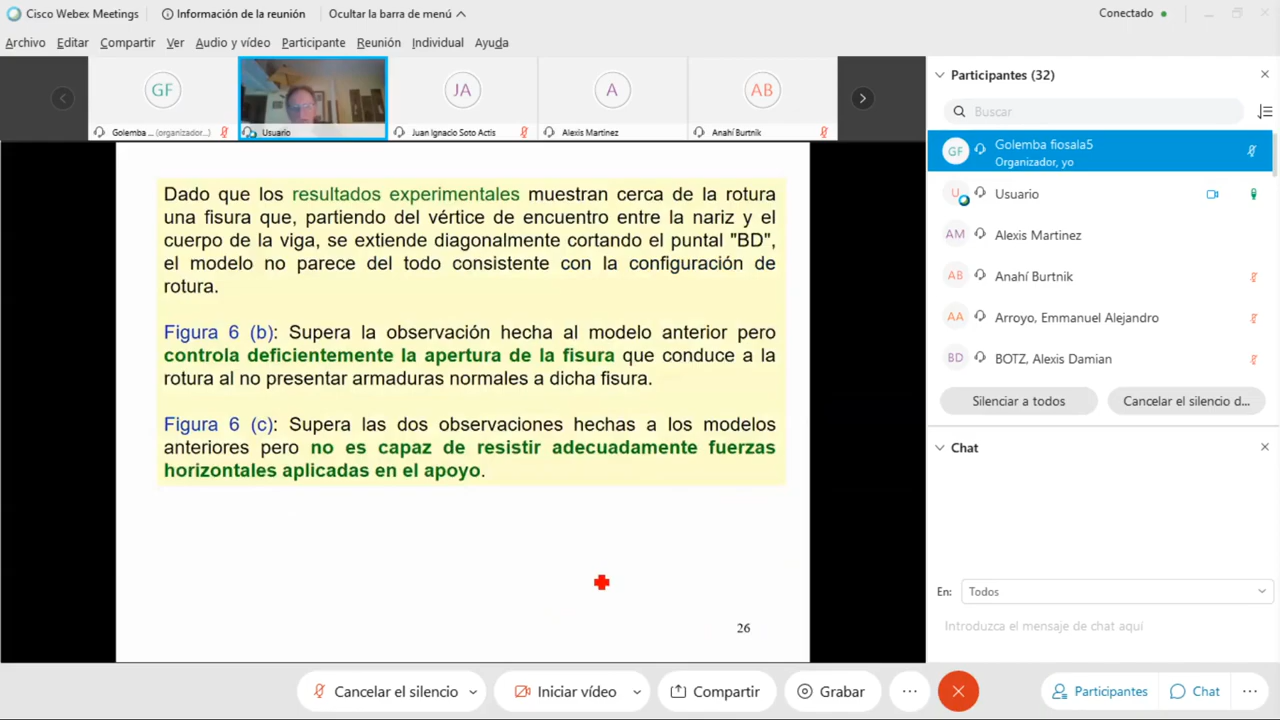 Cisco Webex Meetings
Información de la reunión
Ocultar la barra de menú
Conectado
Archivo Editar Compartir Ver Audio y vídeo Participante Reunión Individual Ayuda
GF
JA
A
AB
Golemba ... (organizador...)
Usuario
Juan Ignacio Soto Actis
Alexis Martinez
Anahí Burtnik
Dado que los resultados experimentales muestran cerca de la rotura
una fisura que, partiendo del vértice de encuentro entre la nariz y el
cuerpo de la viga, se extiende diagonalmente cortando el puntal "BD",
el modelo no parece del todo consistente con la configuración de
rotura.
Figura 6 (b): Supera la observación hecha al modelo anterior pero
controla deficientemente la apertura de la fisura que conduce a la
rotura al no presentar armaduras normales a dicha fisura.
Figura 6 (c): Supera las dos observaciones hechas a los modelos
anteriores pero no es capaz de resistir adecuadamente fuerzas
horizontales aplicadas en el apoyo.
26
Participantes (32)
Buscar
GF Golemba fiosala5
Organizador, yo
U Usuario
AM Alexis Martinez
AB Anahí Burtnik
AA Arroyo, Emmanuel Alejandro
BD BOTZ, Alexis Damian
Silenciar a todos
Cancelar el silencio d...
Chat
En: Todos
Introduzca el mensaje de chat aquí
Cancelar el silencio
Iniciar vídeo
Compartir
Grabar
Participantes
Chat